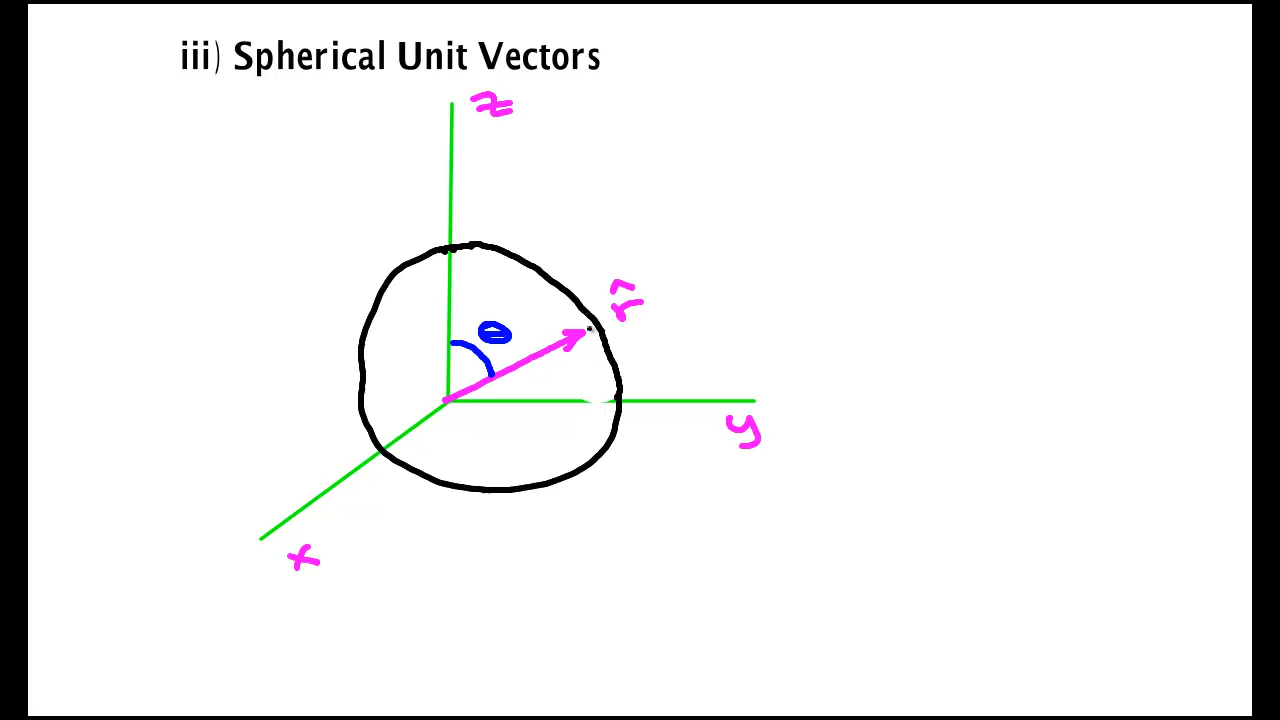 iii) Spherical Unit Vectors
z
r̂
θ
y
x